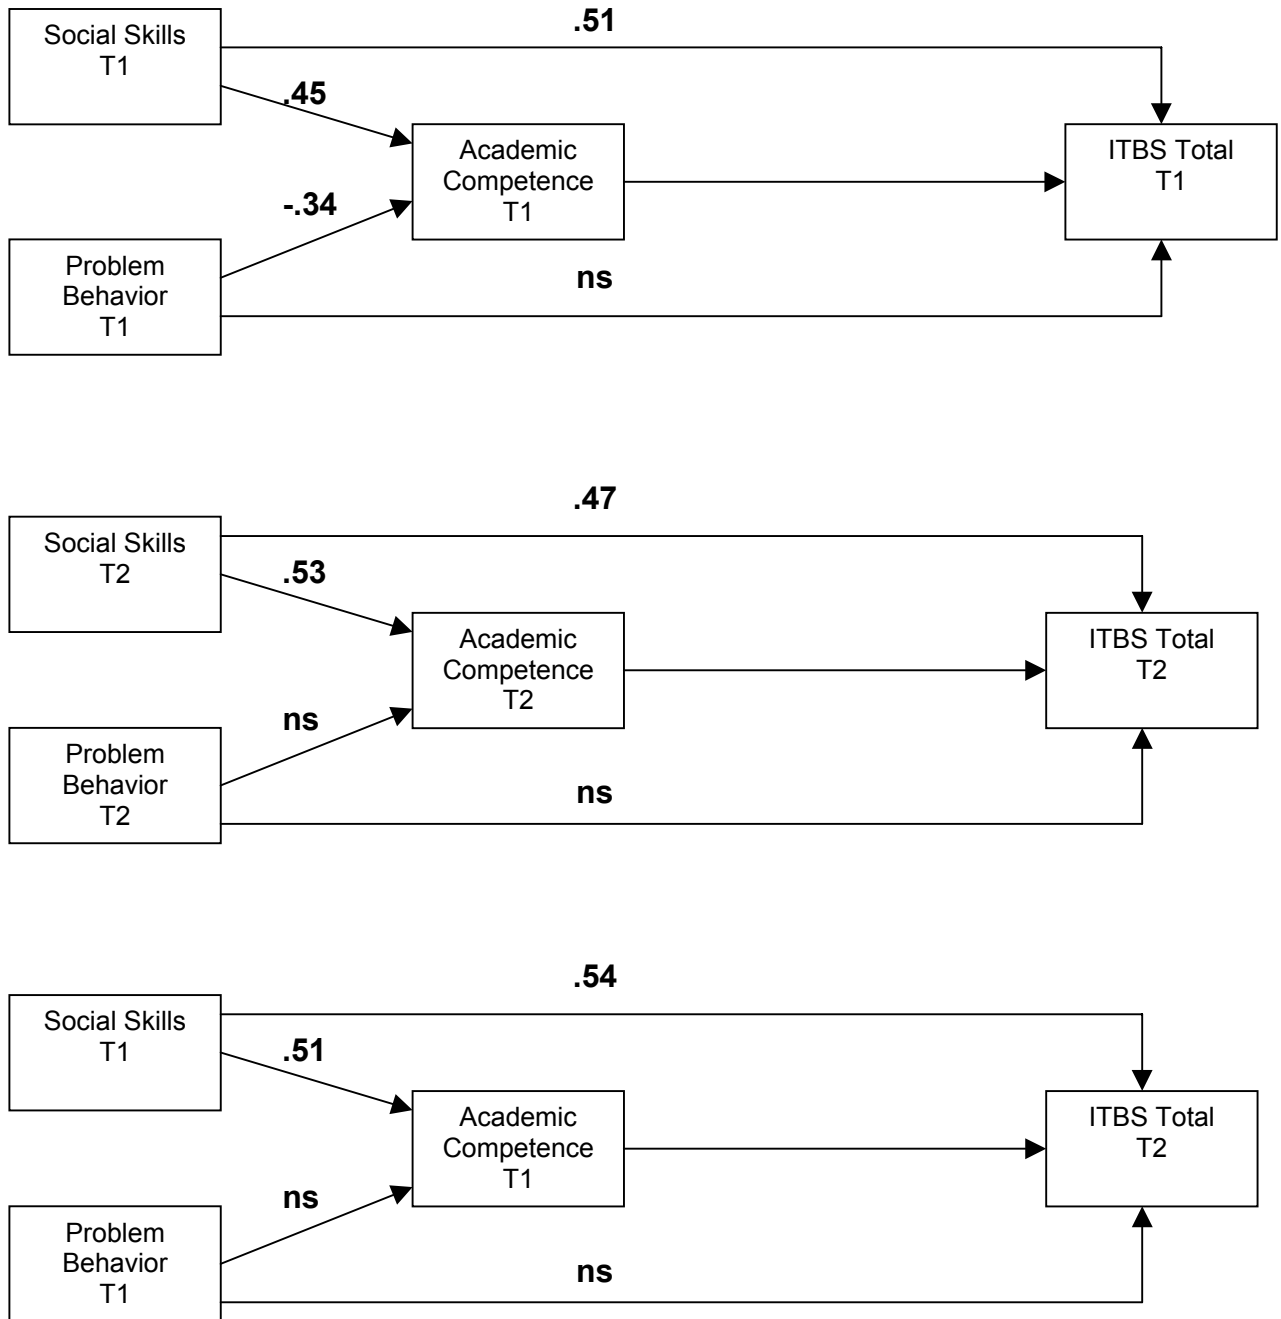 .51
Social Skills
T1
.45
Academic
Competence
T1
ITBS Total
T1
-.34
Problem
Behavior
T1
ns
.47
Social Skills
T2
.53
Academic
Competence
T2
ITBS Total
T2
ns
Problem
Behavior
T2
ns
.54
Social Skills
T1
.51
Academic
Competence
T1
ITBS Total
T2
ns
Problem
Behavior
T1
ns